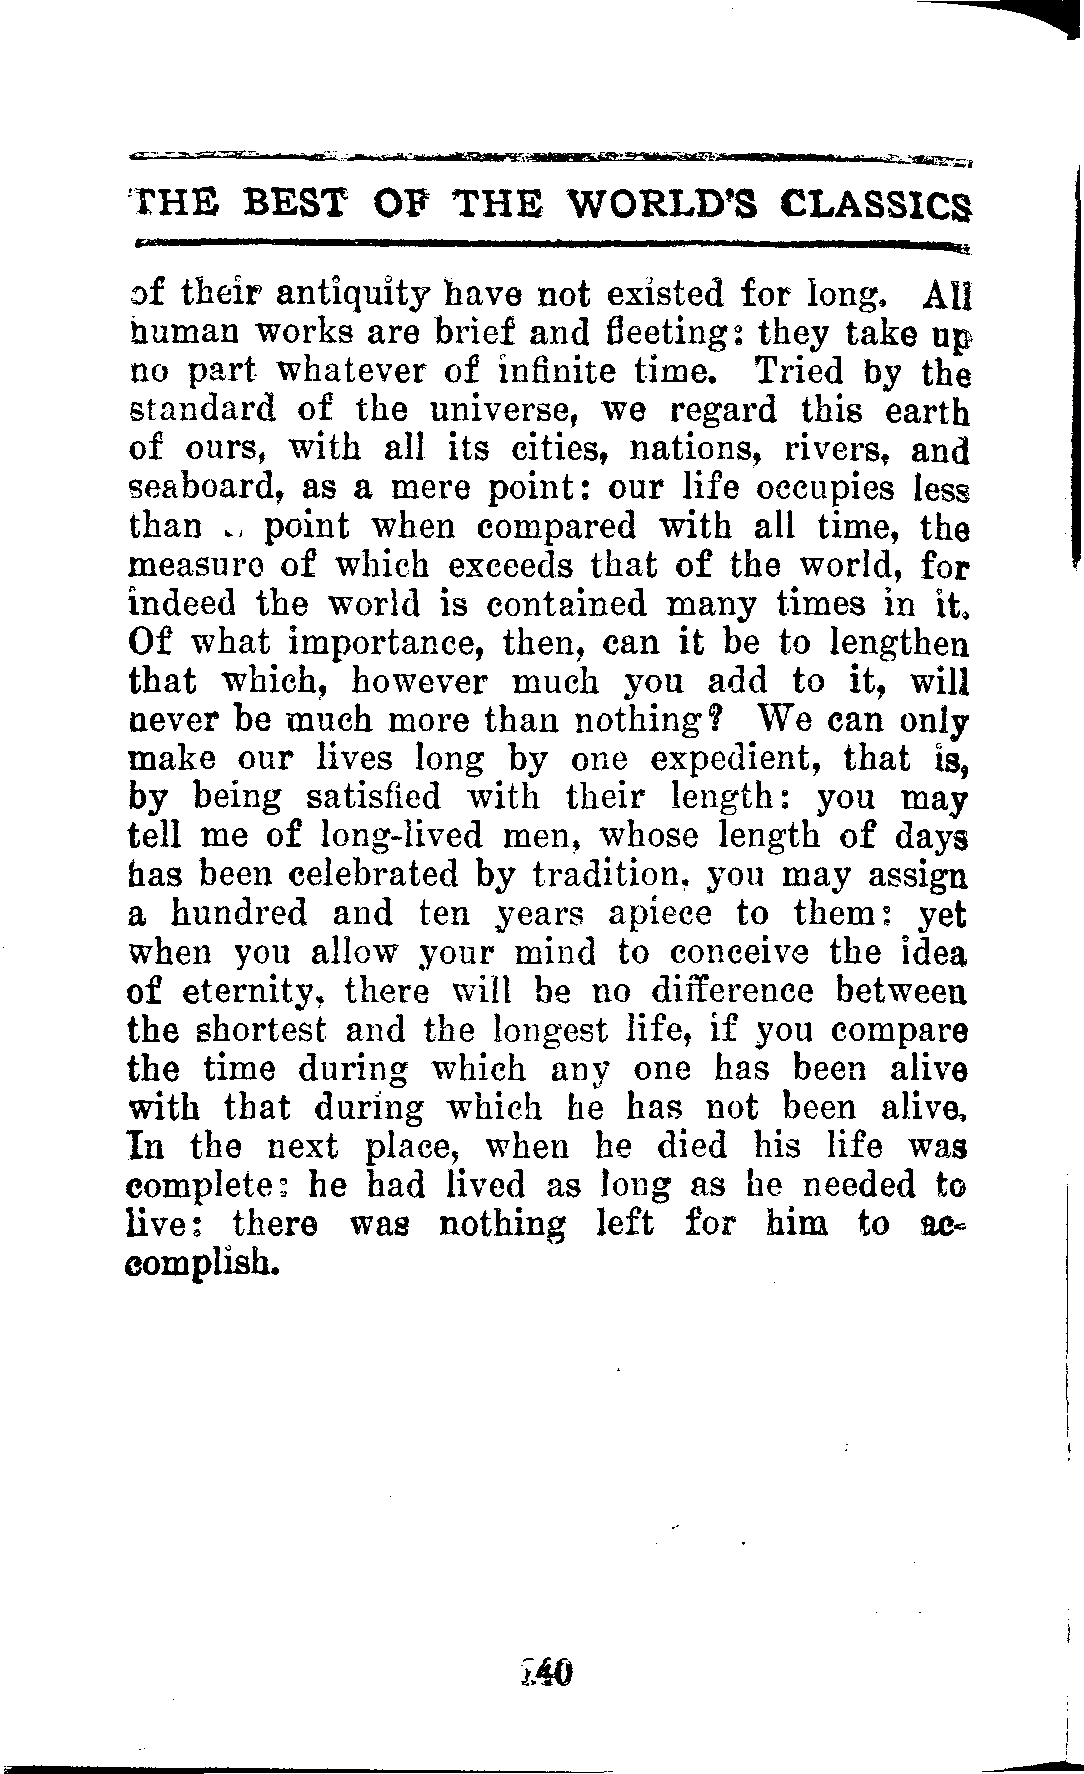 THE BEST OF THE WORLD'S CLASSICS
of their antiquity have not existed for long. All
human works are brief and fleeting: they take up
no part whatever of infinite time. Tried by the
standard of the universe, we regard this earth
of ours, with all its cities, nations, rivers, and
seaboard, as a mere point: our life occupies less
than point when compared with all time, the
measure of which exceeds that of the world, for
indeed the world is contained many times in it.
Of what importance, then, can it be to lengthen
that which, however much you add to it, will
never be much more than nothing? We can only
make our lives long by one expedient, that is,
by being satisfied with their length: you may
tell me of long-lived men, whose length of days
has been celebrated by tradition, you may assign
a hundred and ten years apiece to them: yet
when you allow your mind to conceive the idea
of eternity, there will be no difference between
the shortest and the longest life, if you compare
the time during which any one has been alive
with that during which he has not been alive.
In the next place, when he died his life was
complete: he had lived as long as he needed to
live: there was nothing left for him to ac-
complish.
140